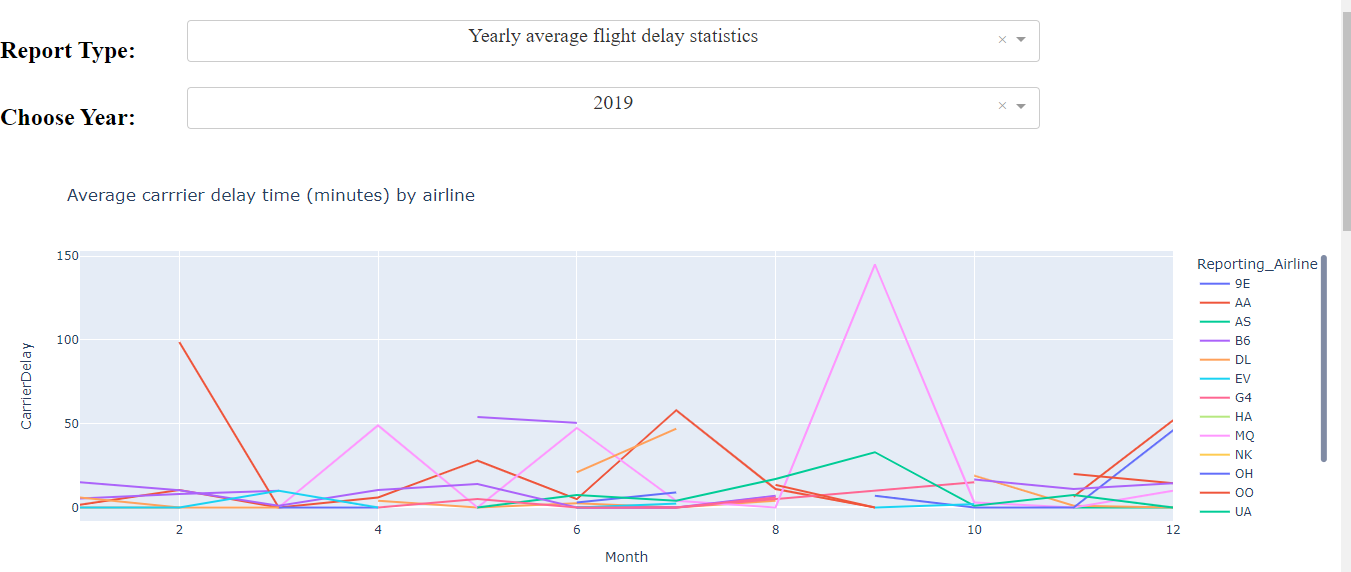 Report Type:
Yearly average flight delay statistics
×
Choose Year:
2019
×
Average carrrier delay time (minutes) by airline
150
100
50
0
CarrierDelay
2
4
6
8
10
12
Month
Reporting_Airline
9E
AA
AS
B6
DL
EV
G4
HA
MQ
NK
OH
OO
UA